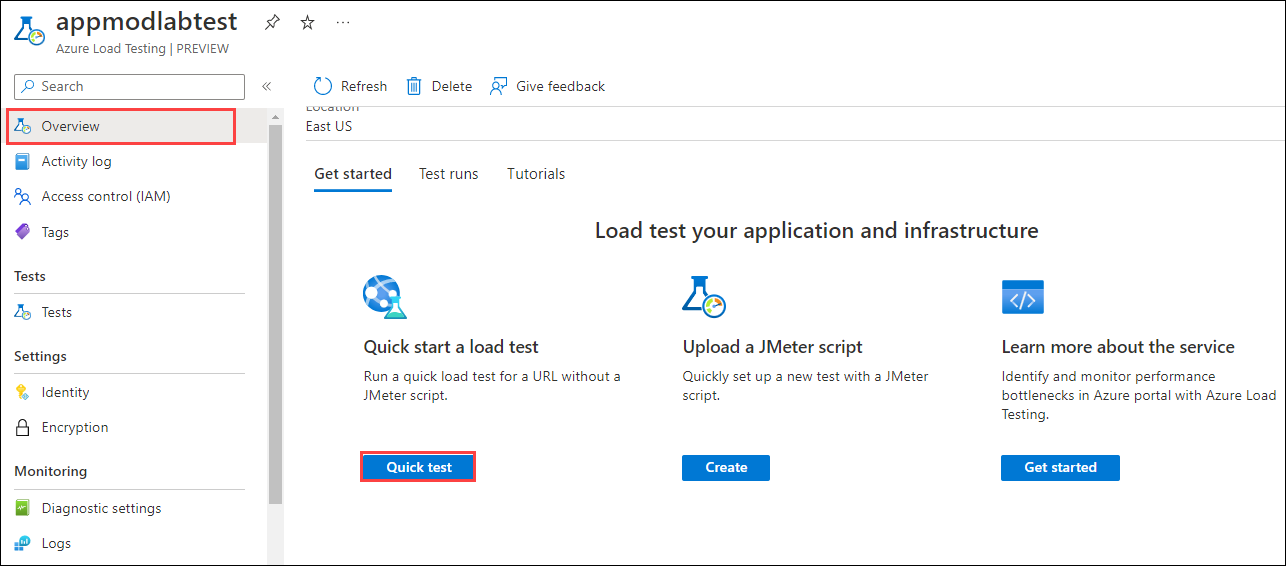 appmodlabtest
...
Azure Load Testing | PREVIEW
Search
«
Refresh
Delete
Give feedback
Overview
Activity log
Access control (IAM)
Tags
Tests
Tests
Settings
Identity
Encryption
Monitoring
Diagnostic settings
Logs
Location
East US
Get started
Test runs
Tutorials
Load test your application and infrastructure
Quick start a load test
Run a quick load test for a URL without a
JMeter script.
Quick test
Upload a JMeter script
Quickly set up a new test with a JMeter
script.
Create
Learn more about the service
Identify and monitor performance
bottlenecks in Azure portal with Azure Load
Testing.
Get started